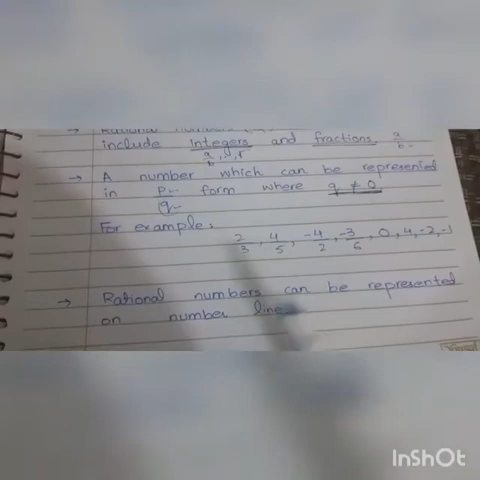 include integers and fractions a/b
→ A number which can be represented
in p/q form where q ≠ 0
For example:
2/3, 4/5, -4/2, -3/6, 0, 4, -2, -1
→ Rational numbers can be represented
on number line
InShOt